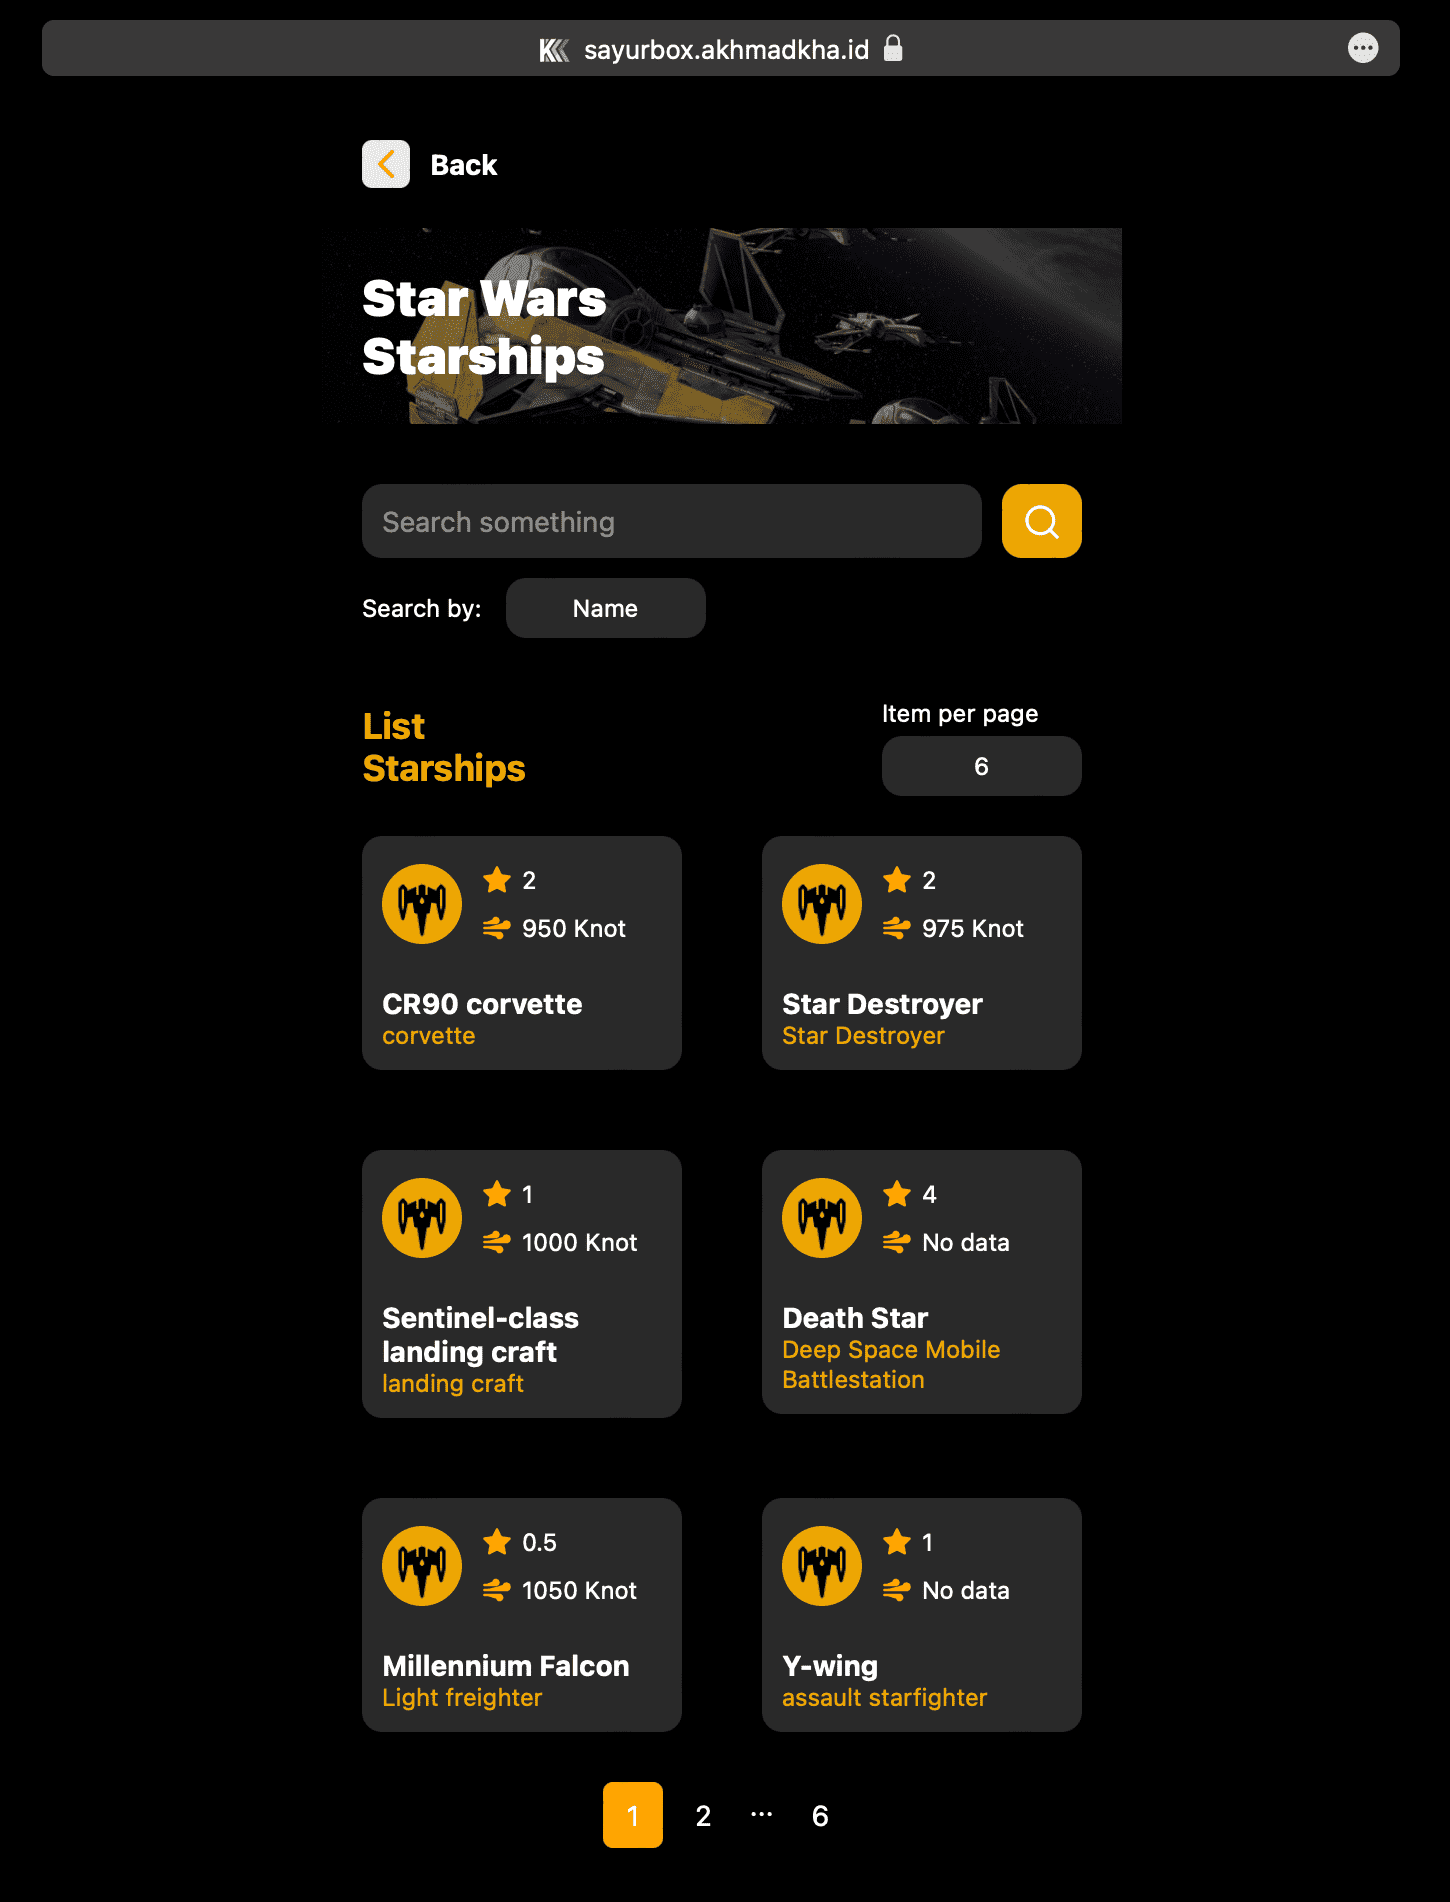 sayurbox.akhmadkha.id
Back
Star Wars
Starships
Search something
Search by:
Name
List
Starships
Item per page
6
2
950 Knot
CR90 corvette
corvette
2
975 Knot
Star Destroyer
Star Destroyer
1
1000 Knot
Sentinel-class
landing craft
landing craft
4
No data
Death Star
Deep Space Mobile
Battlestation
0.5
1050 Knot
Millennium Falcon
Light freighter
1
No data
Y-wing
assault starfighter
1 2 ··· 6